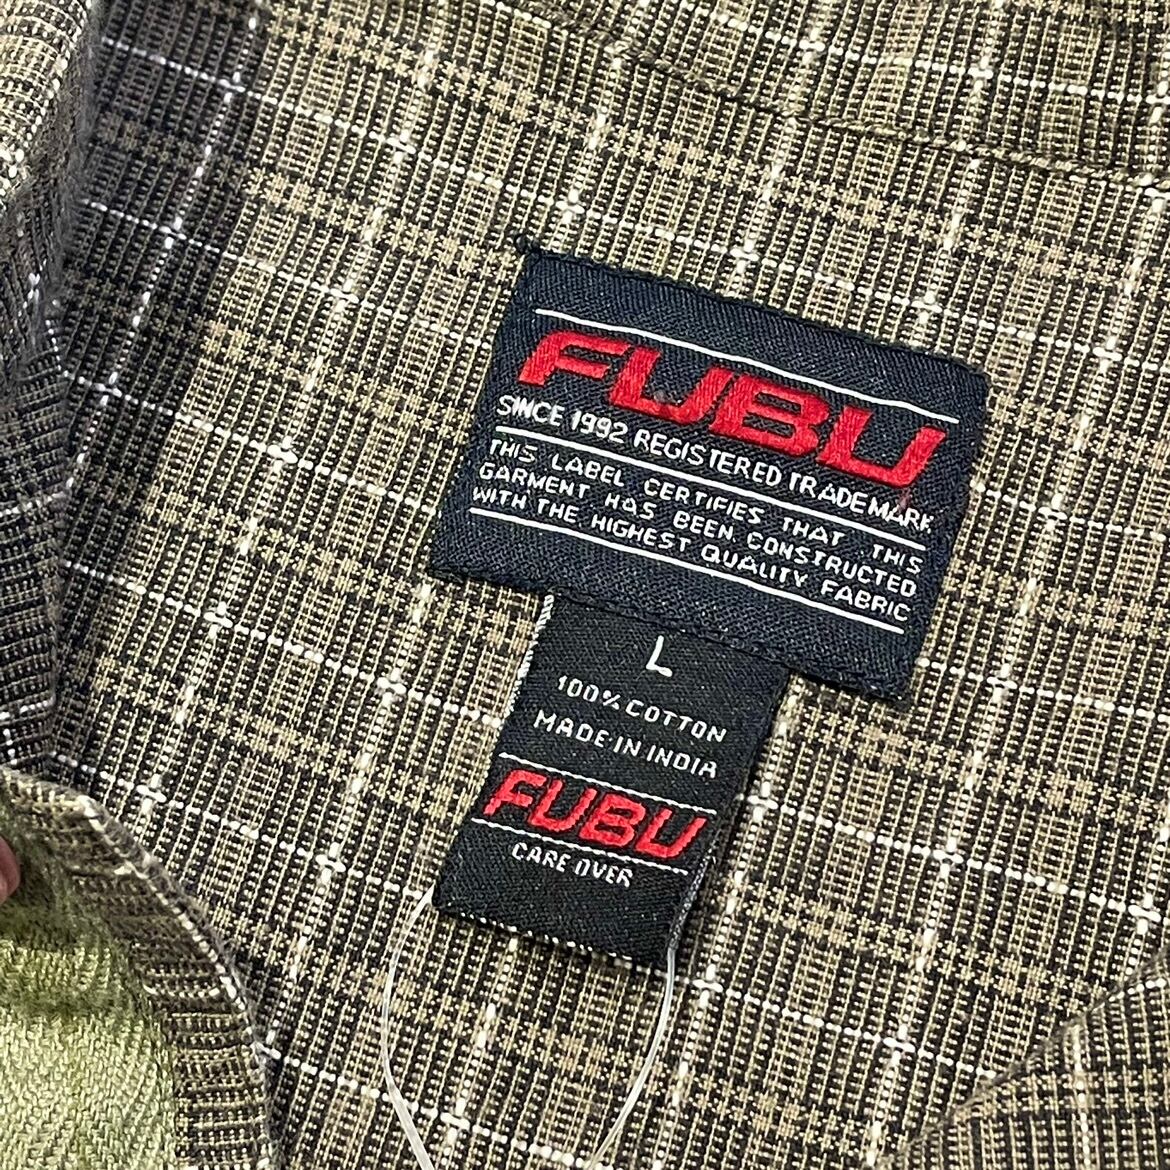 FUBU
SINCE 1992 REGISTERED TRADEMARK
THIS LABEL CERTIFIES THAT THIS
GARMENT HAS BEEN CONSTRUCTED
WITH THE HIGHEST QUALITY FABRIC
L
100% COTTON
MADE IN INDIA
FUBU
CARE OVER